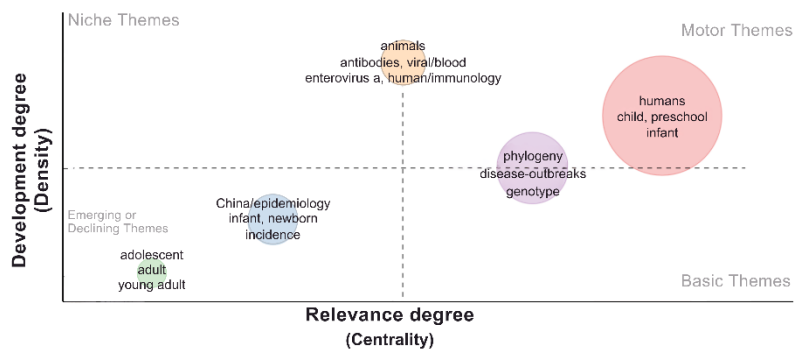 Niche Themes
Motor Themes
animals
antibodies, viral/blood
enterovirus a, human/immunology
humans
child, preschool
infant
phylogeny
disease-outbreaks
genotype
China/epidemiology
infant, newborn
incidence
Emerging or
Declining Themes
adolescent
adult
young adult
Basic Themes
Development degree
(Density)
Relevance degree
(Centrality)